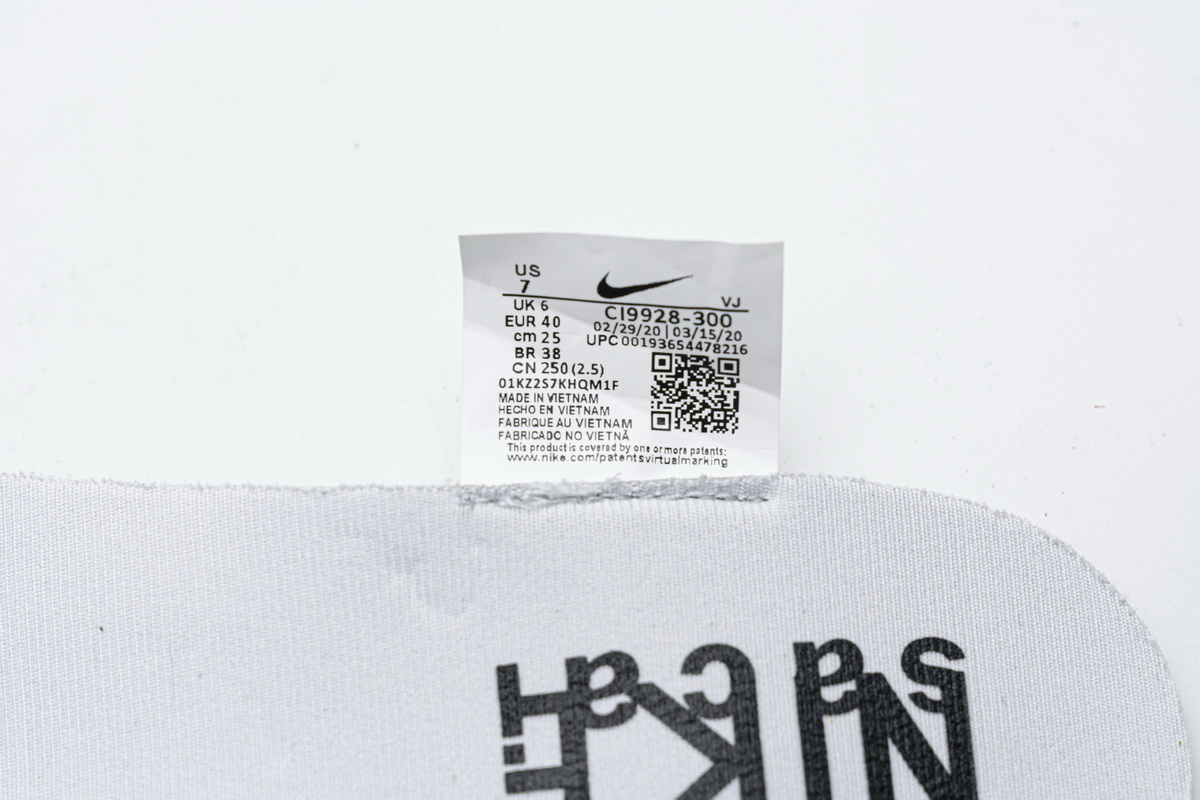 US
7
VJ
UK 6
CI9928-300
EUR 40
02/29/20 | 03/15/20
cm 25
UPC 00193654478216
BR 38
CN 250 (2.5)
01KZ2S7KHQM1F
MADE IN VIETNAM
HECHO EN VIETNAM
FABRIQUE AU VIETNAM
FABRICADO NO VIETNÃ
This product is covered by one or more patents:
www.nike.com/patentsvirtualmarking